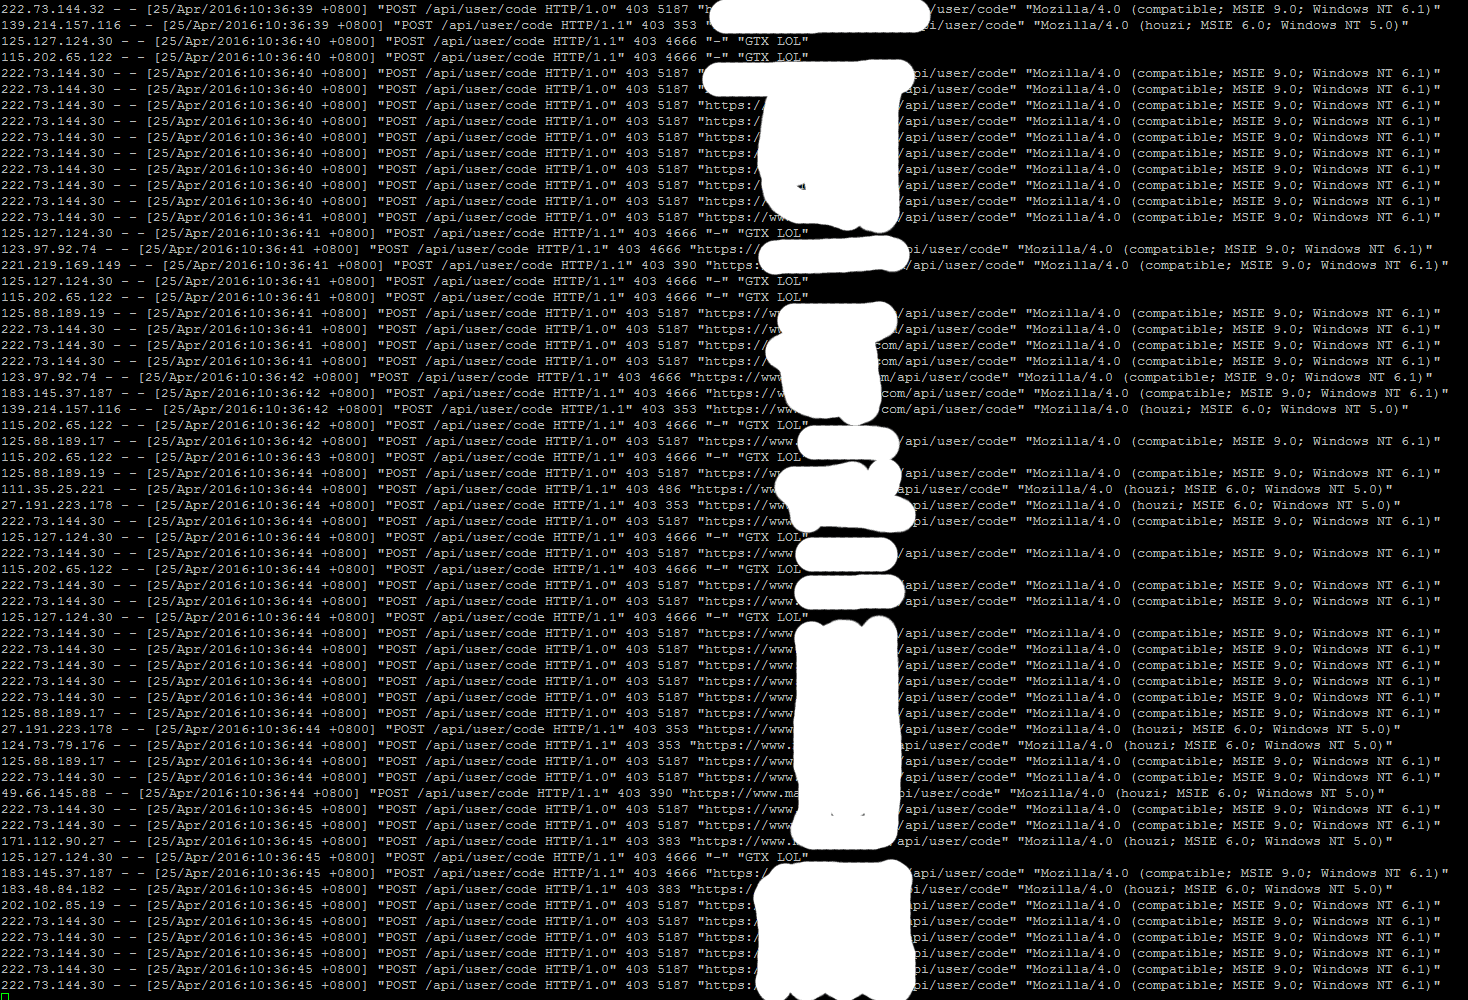 222.73.144.32 - - [25/Apr/2016:10:36:39 +0800] "POST /api/user/code HTTP/1.0" 403 5187 "h i/user/code" "Mozilla/4.0 (compatible; MSIE 9.0; Windows NT 6.1)"
139.214.157.116 - - [25/Apr/2016:10:36:39 +0800] "POST /api/user/code HTTP/1.1" 403 353 i/user/code" "Mozilla/4.0 (houzi; MSIE 6.0; Windows NT 5.0)"
125.127.124.30 - - [25/Apr/2016:10:36:40 +0800] "POST /api/user/code HTTP/1.1" 403 4666 "-" "GTX LOL"
115.202.65.122 - - [25/Apr/2016:10:36:40 +0800] "POST /api/user/code HTTP/1.1" 403 4666 "-" "GTX LOL"
222.73.144.30 - - [25/Apr/2016:10:36:40 +0800] "POST /api/user/code HTTP/1.0" 403 5187 " api/user/code" "Mozilla/4.0 (compatible; MSIE 9.0; Windows NT 6.1)"
222.73.144.30 - - [25/Apr/2016:10:36:40 +0800] "POST /api/user/code HTTP/1.0" 403 5187 " api/user/code" "Mozilla/4.0 (compatible; MSIE 9.0; Windows NT 6.1)"
222.73.144.30 - - [25/Apr/2016:10:36:40 +0800] "POST /api/user/code HTTP/1.0" 403 5187 "https:/ /api/user/code" "Mozilla/4.0 (compatible; MSIE 9.0; Windows NT 6.1)"
222.73.144.30 - - [25/Apr/2016:10:36:40 +0800] "POST /api/user/code HTTP/1.0" 403 5187 "https:/ /api/user/code" "Mozilla/4.0 (compatible; MSIE 9.0; Windows NT 6.1)"
222.73.144.30 - - [25/Apr/2016:10:36:40 +0800] "POST /api/user/code HTTP/1.0" 403 5187 "https:/ /api/user/code" "Mozilla/4.0 (compatible; MSIE 9.0; Windows NT 6.1)"
222.73.144.30 - - [25/Apr/2016:10:36:40 +0800] "POST /api/user/code HTTP/1.0" 403 5187 "https:/ /api/user/code" "Mozilla/4.0 (compatible; MSIE 9.0; Windows NT 6.1)"
222.73.144.30 - - [25/Apr/2016:10:36:40 +0800] "POST /api/user/code HTTP/1.0" 403 5187 "https:/ /api/user/code" "Mozilla/4.0 (compatible; MSIE 9.0; Windows NT 6.1)"
222.73.144.30 - - [25/Apr/2016:10:36:40 +0800] "POST /api/user/code HTTP/1.0" 403 5187 "https:/ /api/user/code" "Mozilla/4.0 (compatible; MSIE 9.0; Windows NT 6.1)"
222.73.144.30 - - [25/Apr/2016:10:36:40 +0800] "POST /api/user/code HTTP/1.0" 403 5187 "https:/ /api/user/code" "Mozilla/4.0 (compatible; MSIE 9.0; Windows NT 6.1)"
222.73.144.30 - - [25/Apr/2016:10:36:41 +0800] "POST /api/user/code HTTP/1.0" 403 5187 "https://w /api/user/code" "Mozilla/4.0 (compatible; MSIE 9.0; Windows NT 6.1)"
125.127.124.30 - - [25/Apr/2016:10:36:41 +0800] "POST /api/user/code HTTP/1.1" 403 4666 "-" "GTX LOL"
123.97.92.74 - - [25/Apr/2016:10:36:41 +0800] "POST /api/user/code HTTP/1.1" 403 4666 "https:// pi/user/code" "Mozilla/4.0 (compatible; MSIE 9.0; Windows NT 6.1)"
221.219.169.149 - - [25/Apr/2016:10:36:41 +0800] "POST /api/user/code HTTP/1.1" 403 390 "https: /api/user/code" "Mozilla/4.0 (compatible; MSIE 9.0; Windows NT 6.1)"
125.127.124.30 - - [25/Apr/2016:10:36:41 +0800] "POST /api/user/code HTTP/1.1" 403 4666 "-" "GTX LOL"
115.202.65.122 - - [25/Apr/2016:10:36:41 +0800] "POST /api/user/code HTTP/1.1" 403 4666 "-" "GTX LOL"
125.88.189.19 - - [25/Apr/2016:10:36:41 +0800] "POST /api/user/code HTTP/1.0" 403 5187 "https://w /api/user/code" "Mozilla/4.0 (compatible; MSIE 9.0; Windows NT 6.1)"
222.73.144.30 - - [25/Apr/2016:10:36:41 +0800] "POST /api/user/code HTTP/1.0" 403 5187 "https://w /api/user/code" "Mozilla/4.0 (compatible; MSIE 9.0; Windows NT 6.1)"
222.73.144.30 - - [25/Apr/2016:10:36:41 +0800] "POST /api/user/code HTTP/1.0" 403 5187 "https:// com/api/user/code" "Mozilla/4.0 (compatible; MSIE 9.0; Windows NT 6.1)"
222.73.144.30 - - [25/Apr/2016:10:36:41 +0800] "POST /api/user/code HTTP/1.0" 403 5187 "https:// om/api/user/code" "Mozilla/4.0 (compatible; MSIE 9.0; Windows NT 6.1)"
123.97.92.74 - - [25/Apr/2016:10:36:42 +0800] "POST /api/user/code HTTP/1.1" 403 4666 "https://ww m/api/user/code" "Mozilla/4.0 (compatible; MSIE 9.0; Windows NT 6.1)"
183.145.37.187 - - [25/Apr/2016:10:36:42 +0800] "POST /api/user/code HTTP/1.1" 403 4666 "https://w com/api/user/code" "Mozilla/4.0 (compatible; MSIE 9.0; Windows NT 6.1)"
139.214.157.116 - - [25/Apr/2016:10:36:42 +0800] "POST /api/user/code HTTP/1.1" 403 353 "https://ww com/api/user/code" "Mozilla/4.0 (houzi; MSIE 6.0; Windows NT 5.0)"
115.202.65.122 - - [25/Apr/2016:10:36:42 +0800] "POST /api/user/code HTTP/1.1" 403 4666 "-" "GTX LOL"
125.88.189.17 - - [25/Apr/2016:10:36:42 +0800] "POST /api/user/code HTTP/1.0" 403 5187 "https://www. /api/user/code" "Mozilla/4.0 (compatible; MSIE 9.0; Windows NT 6.1)"
115.202.65.122 - - [25/Apr/2016:10:36:43 +0800] "POST /api/user/code HTTP/1.1" 403 4666 "-" "GTX LOL"
125.88.189.19 - - [25/Apr/2016:10:36:44 +0800] "POST /api/user/code HTTP/1.0" 403 5187 "https://w /api/user/code" "Mozilla/4.0 (compatible; MSIE 9.0; Windows NT 6.1)"
111.35.25.221 - - [25/Apr/2016:10:36:44 +0800] "POST /api/user/code HTTP/1.1" 403 486 "https://w api/user/code" "Mozilla/4.0 (houzi; MSIE 6.0; Windows NT 5.0)"
27.191.223.178 - - [25/Apr/2016:10:36:44 +0800] "POST /api/user/code HTTP/1.1" 403 353 "https://w i/user/code" "Mozilla/4.0 (houzi; MSIE 6.0; Windows NT 5.0)"
222.73.144.30 - - [25/Apr/2016:10:36:44 +0800] "POST /api/user/code HTTP/1.0" 403 5187 "https://w pi/user/code" "Mozilla/4.0 (compatible; MSIE 9.0; Windows NT 6.1)"
125.127.124.30 - - [25/Apr/2016:10:36:44 +0800] "POST /api/user/code HTTP/1.1" 403 4666 "-" "GTX LOL"
222.73.144.30 - - [25/Apr/2016:10:36:44 +0800] "POST /api/user/code HTTP/1.0" 403 5187 "https://www /api/user/code" "Mozilla/4.0 (compatible; MSIE 9.0; Windows NT 6.1)"
115.202.65.122 - - [25/Apr/2016:10:36:44 +0800] "POST /api/user/code HTTP/1.1" 403 4666 "-" "GTX LOL"
222.73.144.30 - - [25/Apr/2016:10:36:44 +0800] "POST /api/user/code HTTP/1.0" 403 5187 "https://www /api/user/code" "Mozilla/4.0 (compatible; MSIE 9.0; Windows NT 6.1)"
222.73.144.30 - - [25/Apr/2016:10:36:44 +0800] "POST /api/user/code HTTP/1.0" 403 5187 "https://www. /api/user/code" "Mozilla/4.0 (compatible; MSIE 9.0; Windows NT 6.1)"
125.127.124.30 - - [25/Apr/2016:10:36:44 +0800] "POST /api/user/code HTTP/1.1" 403 4666 "-" "GTX LOL"
222.73.144.30 - - [25/Apr/2016:10:36:44 +0800] "POST /api/user/code HTTP/1.0" 403 5187 "https://www /api/user/code" "Mozilla/4.0 (compatible; MSIE 9.0; Windows NT 6.1)"
222.73.144.30 - - [25/Apr/2016:10:36:44 +0800] "POST /api/user/code HTTP/1.0" 403 5187 "https://www /api/user/code" "Mozilla/4.0 (compatible; MSIE 9.0; Windows NT 6.1)"
222.73.144.30 - - [25/Apr/2016:10:36:44 +0800] "POST /api/user/code HTTP/1.0" 403 5187 "https://www /api/user/code" "Mozilla/4.0 (compatible; MSIE 9.0; Windows NT 6.1)"
222.73.144.30 - - [25/Apr/2016:10:36:44 +0800] "POST /api/user/code HTTP/1.0" 403 5187 "https://www /api/user/code" "Mozilla/4.0 (compatible; MSIE 9.0; Windows NT 6.1)"
222.73.144.30 - - [25/Apr/2016:10:36:44 +0800] "POST /api/user/code HTTP/1.0" 403 5187 "https://www /api/user/code" "Mozilla/4.0 (compatible; MSIE 9.0; Windows NT 6.1)"
125.88.189.17 - - [25/Apr/2016:10:36:44 +0800] "POST /api/user/code HTTP/1.0" 403 5187 "https://www /api/user/code" "Mozilla/4.0 (compatible; MSIE 9.0; Windows NT 6.1)"
27.191.223.178 - - [25/Apr/2016:10:36:44 +0800] "POST /api/user/code HTTP/1.1" 403 353 "https://www /api/user/code" "Mozilla/4.0 (houzi; MSIE 6.0; Windows NT 5.0)"
124.73.79.176 - - [25/Apr/2016:10:36:44 +0800] "POST /api/user/code HTTP/1.1" 403 353 "https://www. api/user/code" "Mozilla/4.0 (houzi; MSIE 6.0; Windows NT 5.0)"
125.88.189.17 - - [25/Apr/2016:10:36:44 +0800] "POST /api/user/code HTTP/1.0" 403 5187 "https://www /api/user/code" "Mozilla/4.0 (compatible; MSIE 9.0; Windows NT 6.1)"
222.73.144.30 - - [25/Apr/2016:10:36:44 +0800] "POST /api/user/code HTTP/1.0" 403 5187 "https://www /api/user/code" "Mozilla/4.0 (compatible; MSIE 9.0; Windows NT 6.1)"
49.66.145.88 - - [25/Apr/2016:10:36:44 +0800] "POST /api/user/code HTTP/1.1" 403 390 "https://www.ma pi/user/code" "Mozilla/4.0 (houzi; MSIE 6.0; Windows NT 5.0)"
222.73.144.30 - - [25/Apr/2016:10:36:45 +0800] "POST /api/user/code HTTP/1.0" 403 5187 "https://www /api/user/code" "Mozilla/4.0 (compatible; MSIE 9.0; Windows NT 6.1)"
222.73.144.30 - - [25/Apr/2016:10:36:45 +0800] "POST /api/user/code HTTP/1.0" 403 5187 "https://www /api/user/code" "Mozilla/4.0 (compatible; MSIE 9.0; Windows NT 6.1)"
171.112.90.27 - - [25/Apr/2016:10:36:45 +0800] "POST /api/user/code HTTP/1.1" 403 383 "https://www. api/user/code" "Mozilla/4.0 (houzi; MSIE 6.0; Windows NT 5.0)"
125.127.124.30 - - [25/Apr/2016:10:36:45 +0800] "POST /api/user/code HTTP/1.1" 403 4666 "-" "GTX LOL"
183.145.37.187 - - [25/Apr/2016:10:36:45 +0800] "POST /api/user/code HTTP/1.1" 403 4666 "https:/ api/user/code" "Mozilla/4.0 (compatible; MSIE 9.0; Windows NT 6.1)"
183.48.84.182 - - [25/Apr/2016:10:36:45 +0800] "POST /api/user/code HTTP/1.1" 403 383 "https:/ i/user/code" "Mozilla/4.0 (houzi; MSIE 6.0; Windows NT 5.0)"
202.102.85.19 - - [25/Apr/2016:10:36:45 +0800] "POST /api/user/code HTTP/1.0" 403 5187 "https: pi/user/code" "Mozilla/4.0 (compatible; MSIE 9.0; Windows NT 6.1)"
222.73.144.30 - - [25/Apr/2016:10:36:45 +0800] "POST /api/user/code HTTP/1.0" 403 5187 "https: pi/user/code" "Mozilla/4.0 (compatible; MSIE 9.0; Windows NT 6.1)"
222.73.144.30 - - [25/Apr/2016:10:36:45 +0800] "POST /api/user/code HTTP/1.0" 403 5187 "https: pi/user/code" "Mozilla/4.0 (compatible; MSIE 9.0; Windows NT 6.1)"
222.73.144.30 - - [25/Apr/2016:10:36:45 +0800] "POST /api/user/code HTTP/1.0" 403 5187 "https: i/user/code" "Mozilla/4.0 (compatible; MSIE 9.0; Windows NT 6.1)"
222.73.144.30 - - [25/Apr/2016:10:36:45 +0800] "POST /api/user/code HTTP/1.0" 403 5187 "https: i/user/code" "Mozilla/4.0 (compatible; MSIE 9.0; Windows NT 6.1)"
222.73.144.30 - - [25/Apr/2016:10:36:45 +0800] "POST /api/user/code HTTP/1.0" 403 5187 "https: i/user/code" "Mozilla/4.0 (compatible; MSIE 9.0; Windows NT 6.1)"